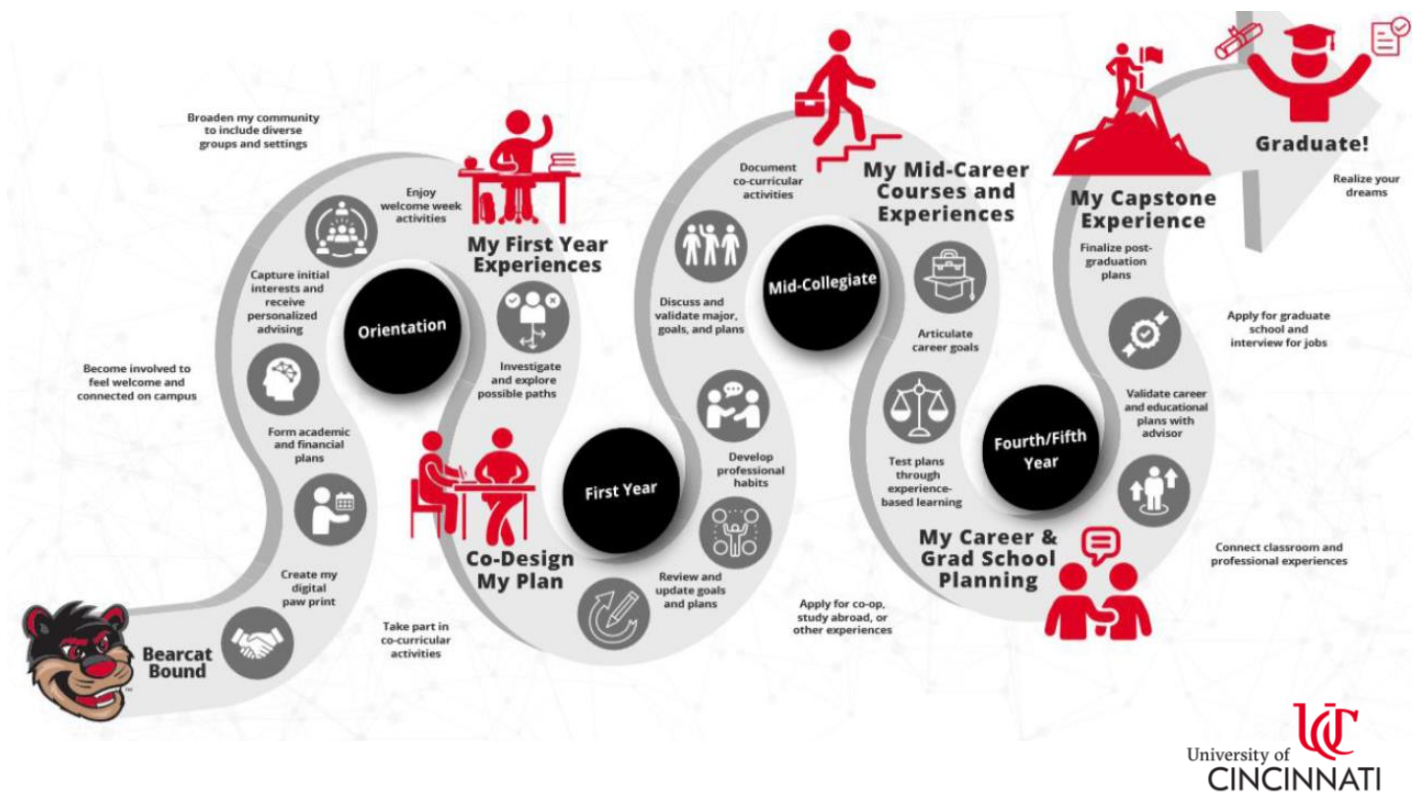 Broaden my community
to include diverse
groups and settings
Become involved to
feel welcome and
connected on campus
Bearcat
Bound
Create my
digital
paw print
Form academic
and financial
plans
Capture initial
interests and
receive
personalized
advising
Enjoy
welcome week
activities
Orientation
My First Year
Experiences
Investigate
and explore
possible paths
Co-Design
My Plan
Take part in
co-curricular
activities
First Year
Review and
update goals
and plans
Develop
professional
habits
Discuss and
validate major,
goals, and plans
Document
co-curricular
activities
Mid-Collegiate
My Mid-Career
Courses and
Experiences
Articulate
career goals
Test plans
through
experience-
based learning
Apply for co-op,
study abroad, or
other experiences
My Career &
Grad School
Planning
Fourth/Fifth
Year
Connect classroom and
professional experiences
Validate career
and educational
plans with
advisor
Apply for graduate
school and
interview for jobs
Finalize post-
graduation
plans
My Capstone
Experience
Graduate!
Realize your
dreams
UC
University of
CINCINNATI
TM